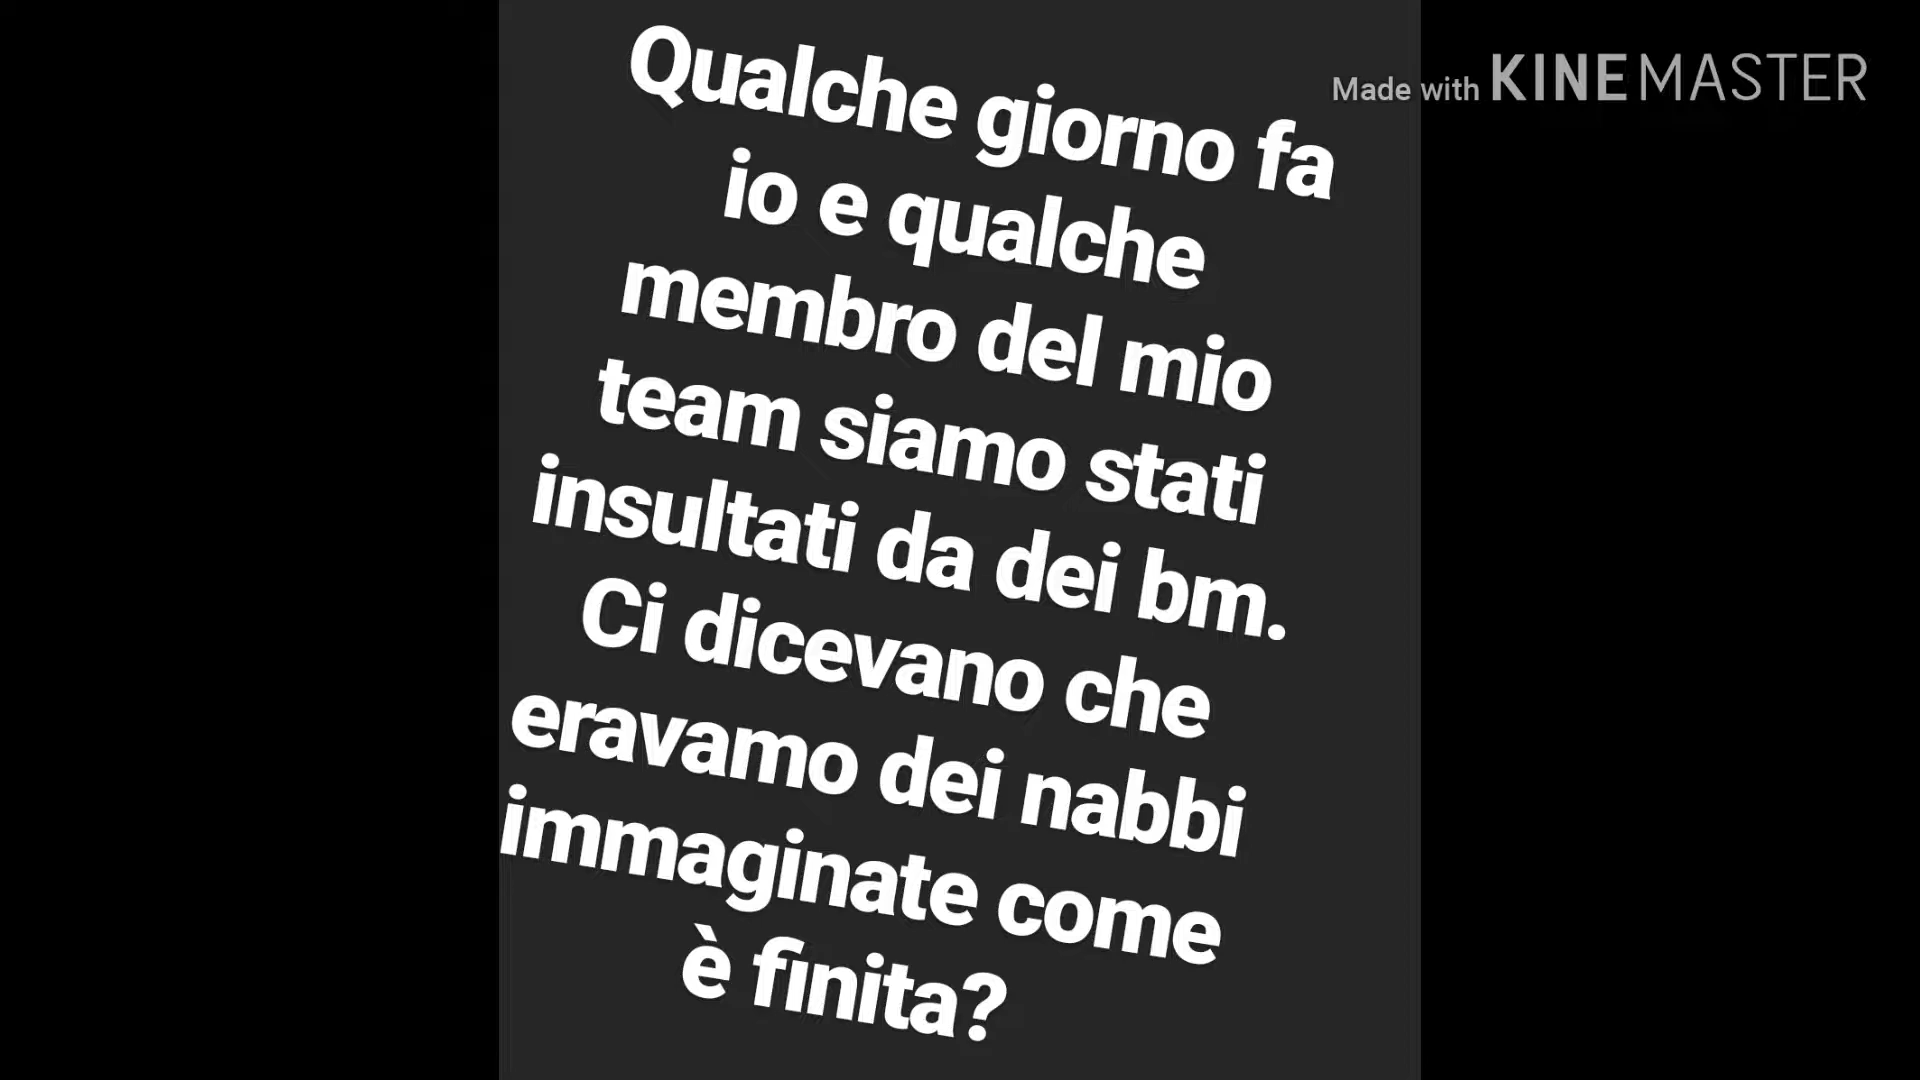 Qualche giorno fa
io e qualche
membro del mio
team siamo stati
insultati da dei bm.
Ci dicevano che
eravamo dei nabbi
immaginate come
è finita?
Made with KINEMASTER